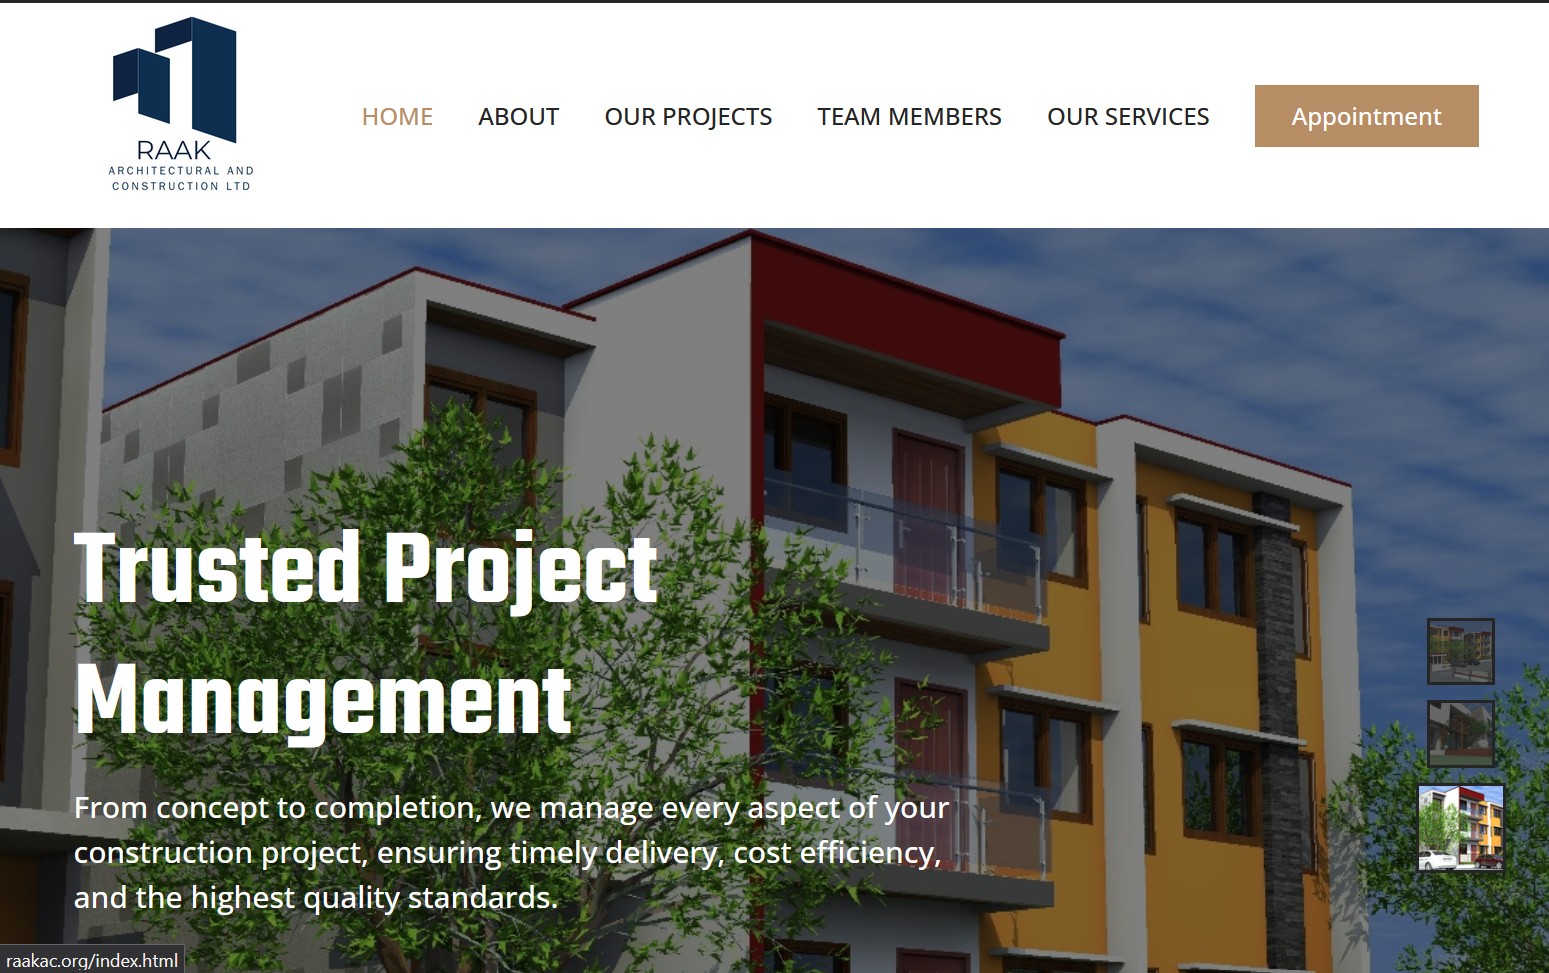 RAAK
ARCHITECTURAL AND
CONSTRUCTION LTD
HOME
ABOUT
OUR PROJECTS
TEAM MEMBERS
OUR SERVICES
Appointment
Trusted Project
Management
From concept to completion, we manage every aspect of your
construction project, ensuring timely delivery, cost efficiency,
and the highest quality standards.
raakac.org/index.html